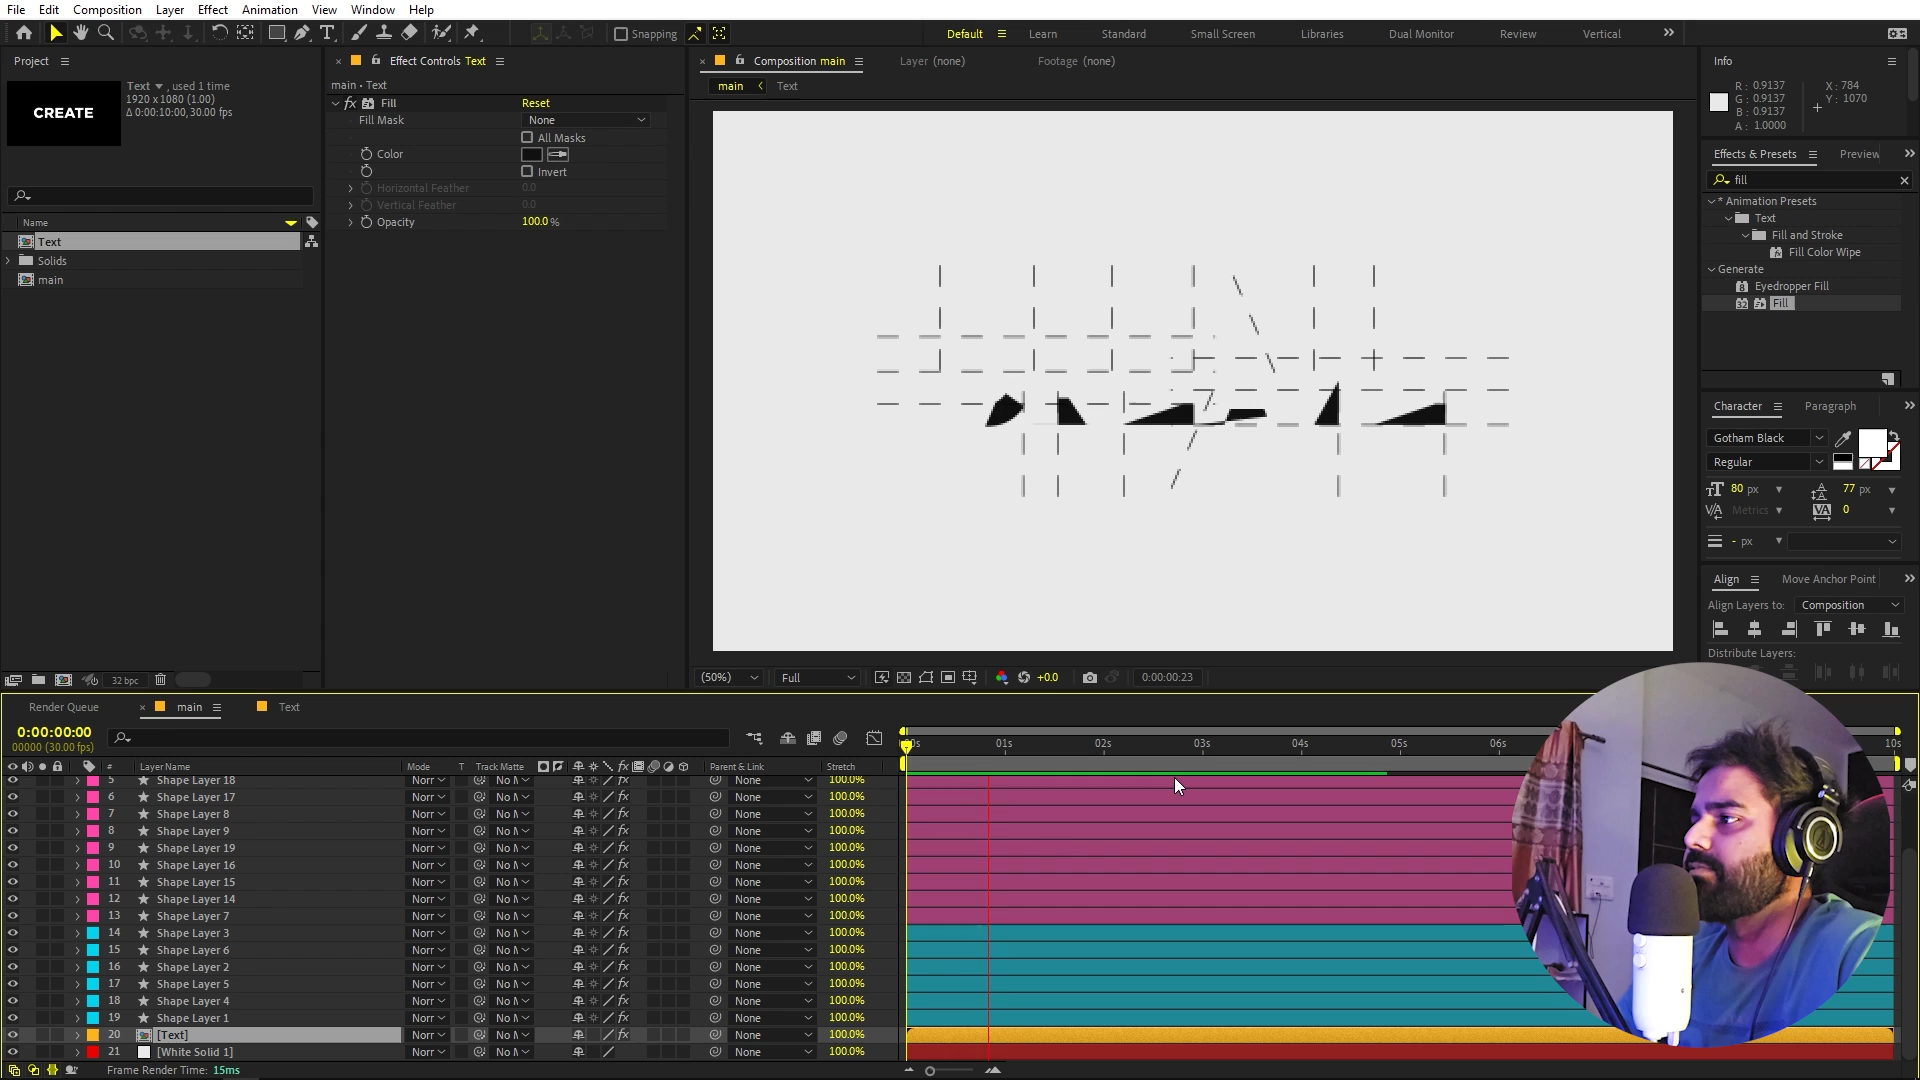 File Edit Composition Layer Effect Animation View Window Help
Snapping
Default Learn Standard Small Screen Libraries Dual Monitor Review Vertical
Project
Text , used 1 time
1920 x 1080 (1.00)
Δ 0:00:10:00, 30.00 fps
CREATE
Name
Text
Solids
main
32 bpc
Effect Controls Text
main • Text
fx Fill Reset
Fill Mask None
All Masks
Color
Invert
Horizontal Feather 0.0
Vertical Feather 0.0
Opacity 100.0 %
Composition main Layer (none) Footage (none)
main Text
(50%) Full +0.0 0:00:00:23
Info
R : 0.9137 X : 784
G : 0.9137 Y : 1070
B : 0.9137
A : 1.0000
Effects & Presets Preview
fill
* Animation Presets
Text
Fill and Stroke
Fill Color Wipe
Generate
Eyedropper Fill
32 Fill
Character Paragraph
Gotham Black
Regular
80 px 77 px
Metrics 0
- px
Align Move Anchor Point
Align Layers to: Composition
Distribute Layers:
Render Queue main Text
0:00:00:00
00000 (30.00 fps)
01s 02s 03s 04s 05s 06s 10s
# Layer Name Mode T Track Matte fx Parent & Link Stretch
5 Shape Layer 18 Norr No M None 100.0%
6 Shape Layer 17 Norr No M fx None 100.0%
7 Shape Layer 8 Norr No M fx None 100.0%
8 Shape Layer 9 Norr No M fx None 100.0%
9 Shape Layer 19 Norr No M fx None 100.0%
10 Shape Layer 16 Norr No M fx None 100.0%
11 Shape Layer 15 Norr No M fx None 100.0%
12 Shape Layer 14 Norr No M fx None 100.0%
13 Shape Layer 7 Norr No M fx None 100.0%
14 Shape Layer 3 Norr No M fx None 100.0%
15 Shape Layer 6 Norr No M fx None 100.0%
16 Shape Layer 2 Norr No M fx None 100.0%
17 Shape Layer 5 Norr No M fx None 100.0%
18 Shape Layer 4 Norr No M fx None 100.0%
19 Shape Layer 1 Norr No M fx None 100.0%
20 [Text] Norr No M fx None 100.0%
21 [White Solid 1] Norr No M None 100.0%
Frame Render Time: 15ms